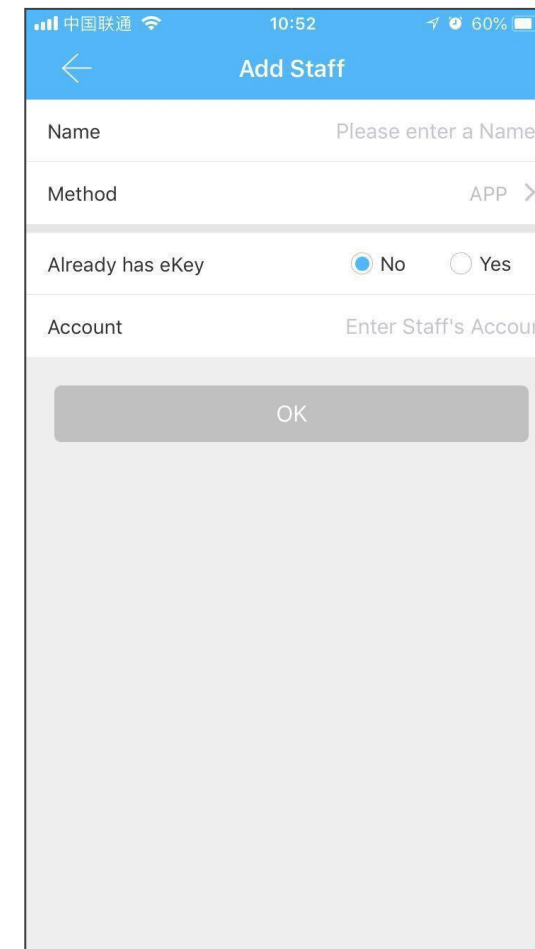 中国联通 10:52 60%
Add Staff
Name Please enter a Name
Method APP
Already has eKey No Yes
Account Enter Staff's Accour
OK